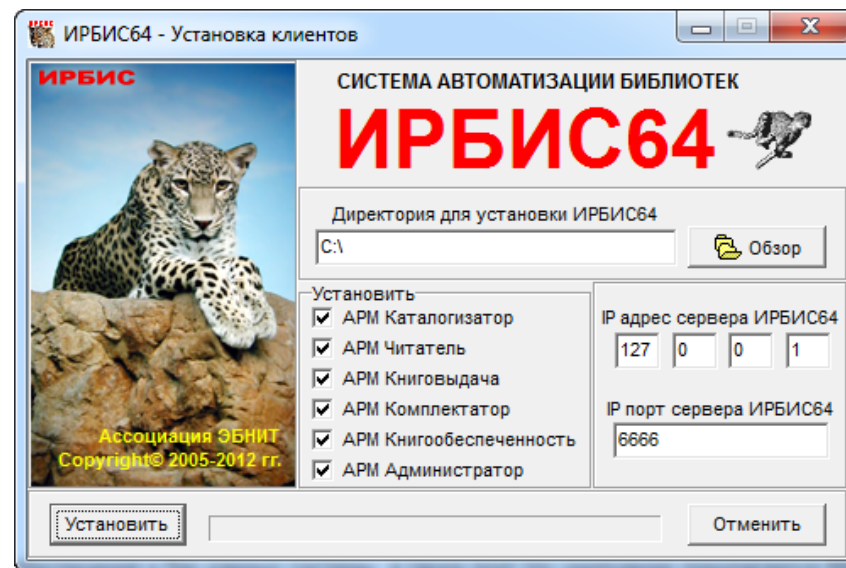 ИРБИС64 - Установка клиентов
ИРБИС
СИСТЕМА АВТОМАТИЗАЦИИ БИБЛИОТЕК
ИРБИС64
Директория для установки ИРБИС64
C:\
Обзор
Установить
АРМ Каталогизатор
АРМ Читатель
АРМ Книговыдача
АРМ Комплектатор
АРМ Книгообеспеченность
АРМ Администратор
IP адрес сервера ИРБИС64
127 0 0 1
IP порт сервера ИРБИС64
6666
Ассоциация ЭБНИТ
Copyright© 2005-2012 гг.
Установить
Отменить